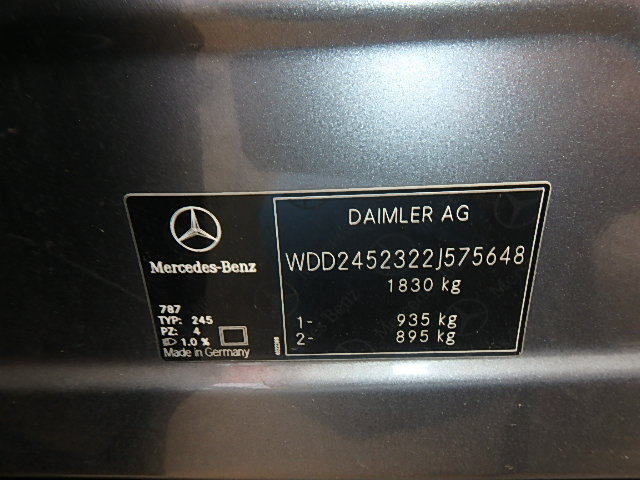 DAIMLER AG
WDD2452322J575648
1830 kg
1- 935 kg
2- 895 kg
Mercedes-Benz
787
TYP: 245
PZ: 4
1.0 %
Made in Germany